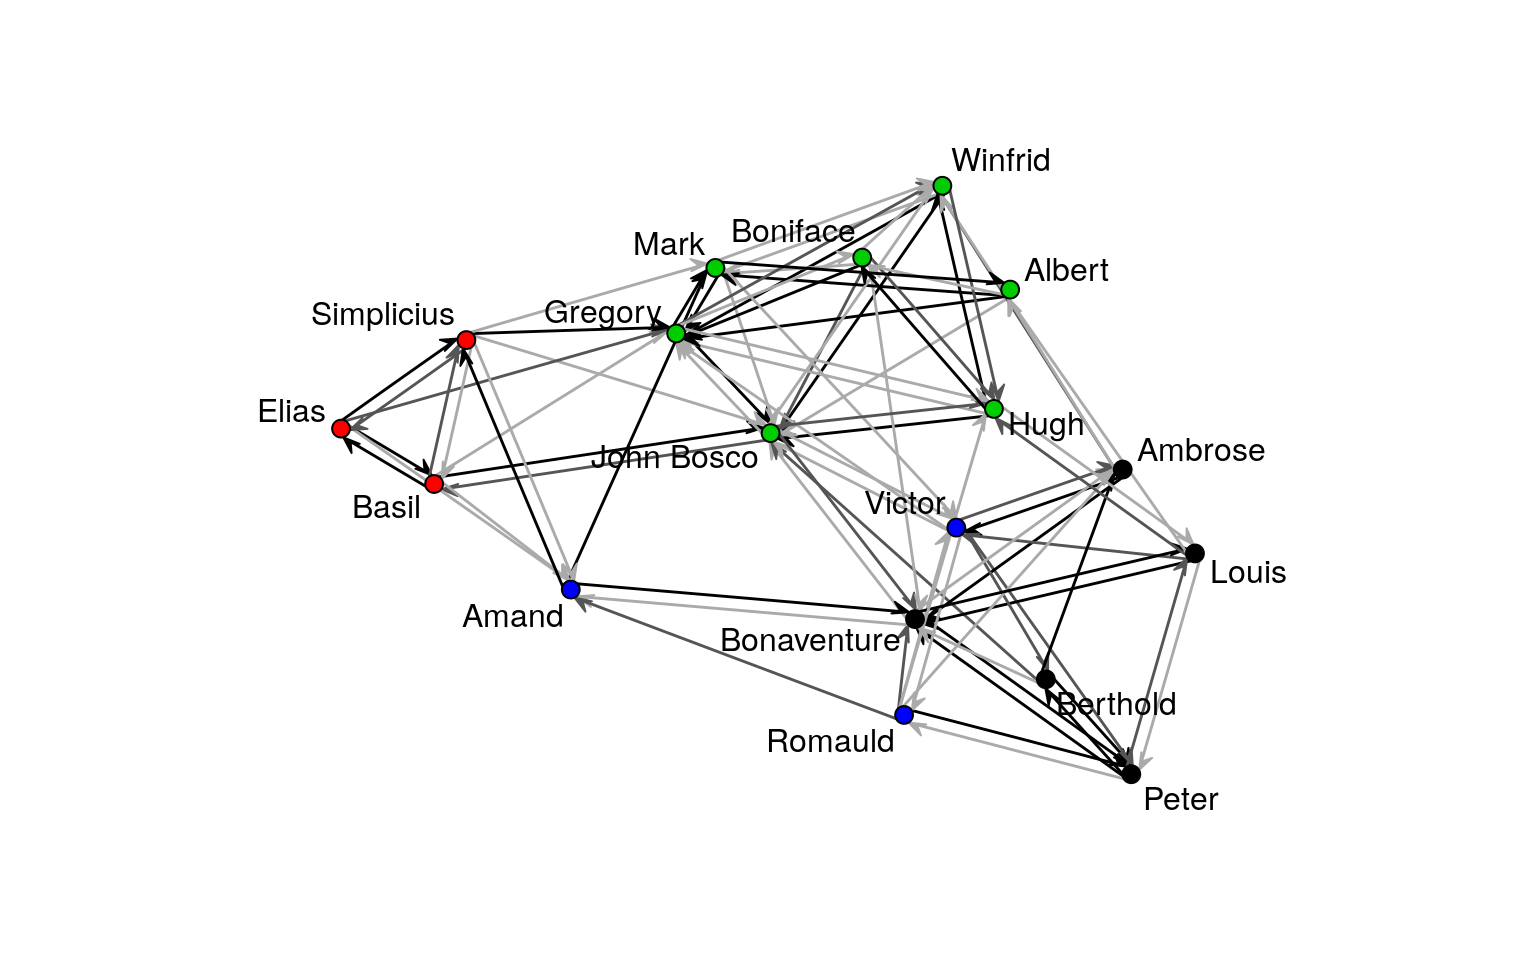 Winfrid
Boniface
Mark
Albert
Simplicius
Gregory
Elias
Hugh
Ambrose
John Bosco
Basil
Victor
Louis
Amand
Bonaventure
Berthold
Romauld
Peter